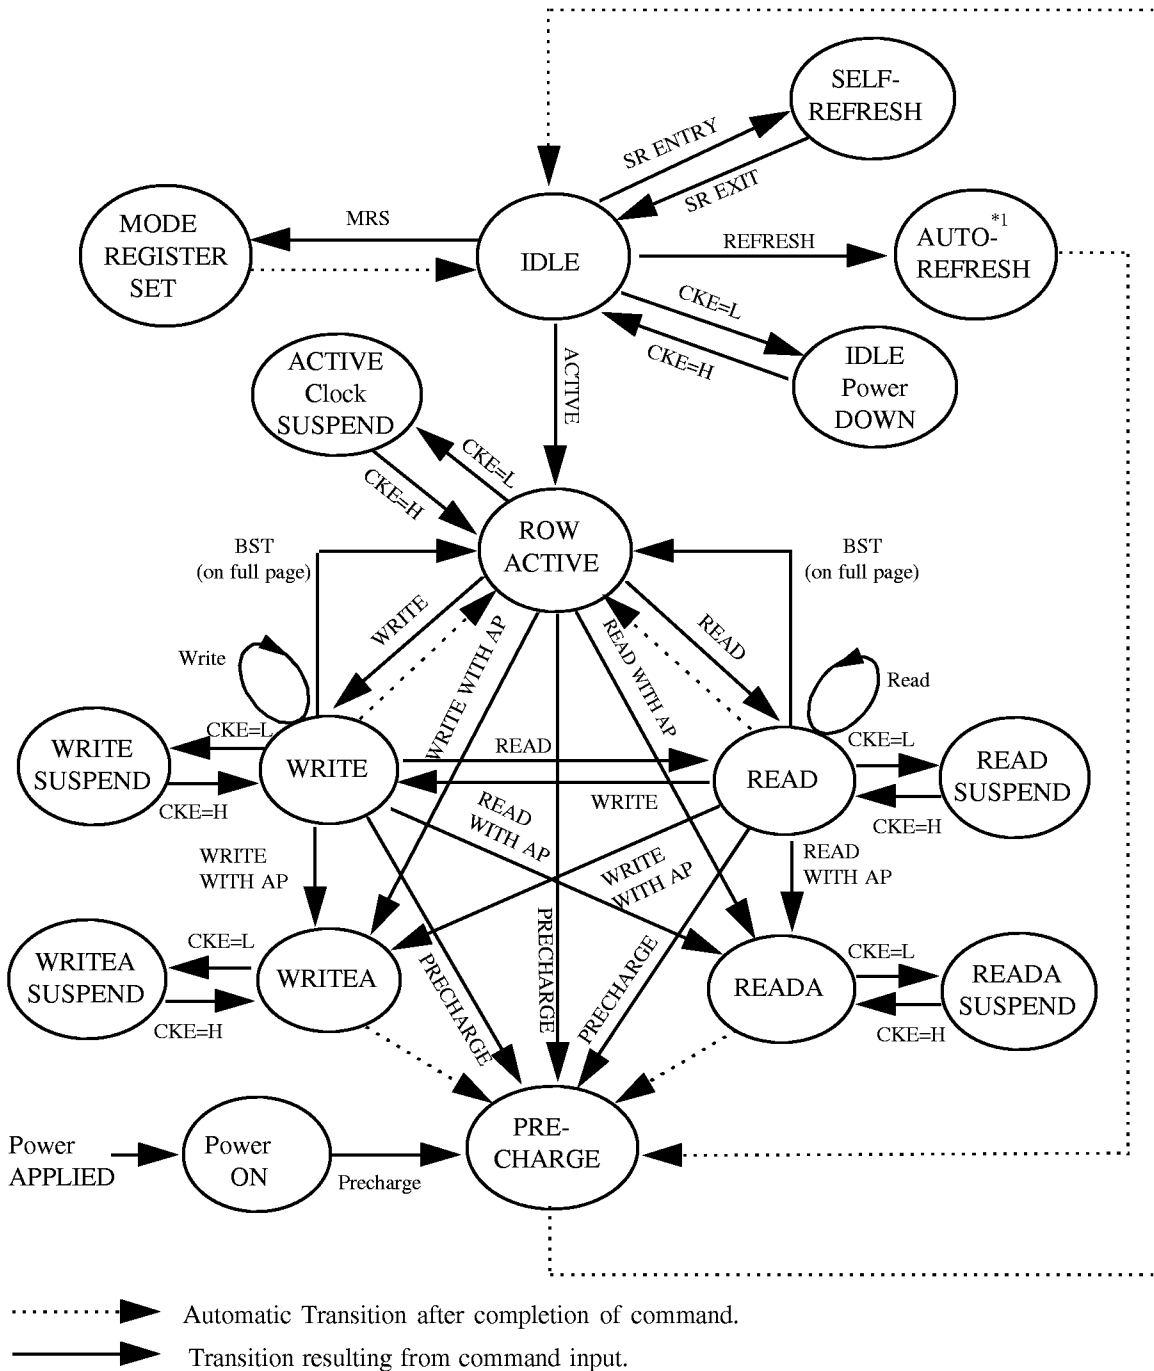 SELF-
REFRESH
SR ENTRY
SR EXIT
MODE
REGISTER
SET
MRS
IDLE
REFRESH
AUTO-*1
REFRESH
CKE=L
CKE=H
IDLE
Power
DOWN
ACTIVE
ACTIVE
Clock
SUSPEND
CKE=L
CKE=H
ROW
ACTIVE
BST
(on full page)
BST
(on full page)
WRITE
WRITE WITH AP
READ WITH AP
READ
Write
Read
WRITE
SUSPEND
CKE=L
CKE=H
WRITE
READ
WRITE
READ
CKE=L
CKE=H
READ
SUSPEND
WRITE
WITH AP
READ
WITH AP
WRITE
WITH AP
READ
WITH AP
WRITEA
SUSPEND
CKE=L
CKE=H
WRITEA
PRECHARGE
PRECHARGE
PRECHARGE
READA
CKE=L
CKE=H
READA
SUSPEND
Power
APPLIED
Power
ON
Precharge
PRE-
CHARGE
Automatic Transition after completion of command.
Transition resulting from command input.